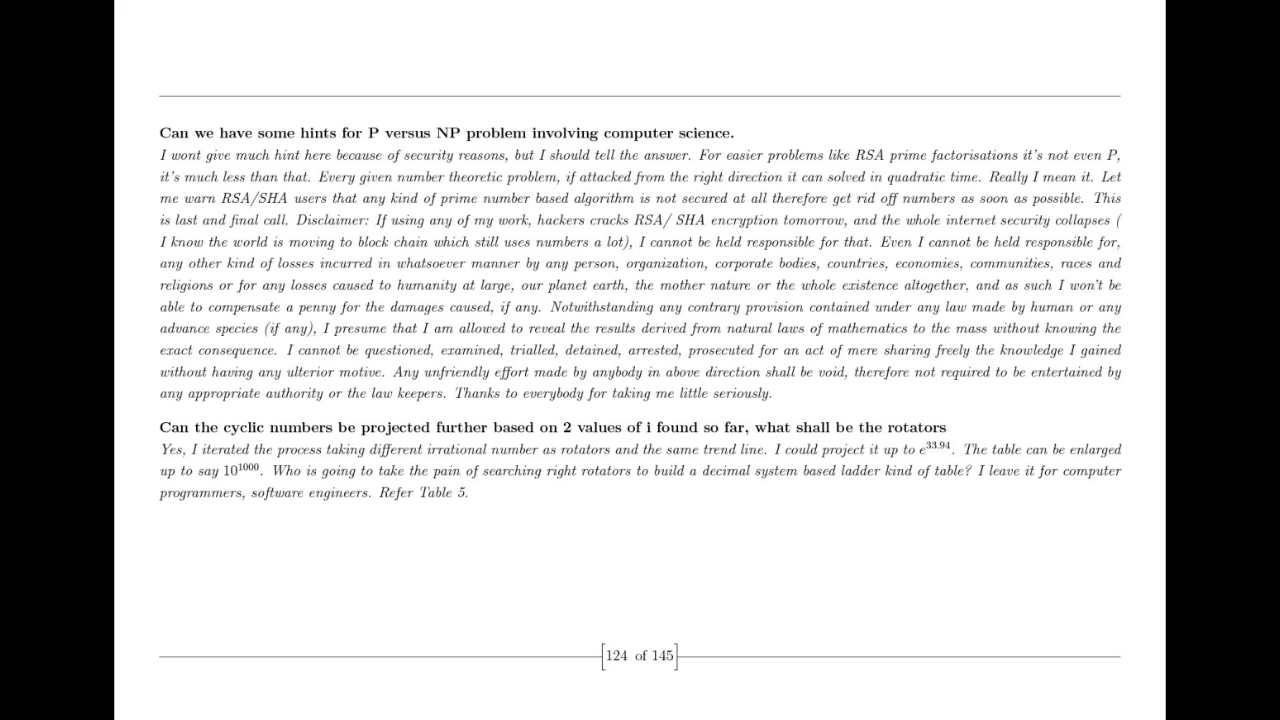 Can we have some hints for P versus NP problem involving computer science.
I wont give much hint here because of security reasons, but I should tell the answer. For easier problems like RSA prime factorisations it's not even P,
it's much less than that. Every given number theoretic problem, if attacked from the right direction it can solved in quadratic time. Really I mean it. Let
me warn RSA/SHA users that any kind of prime number based algorithm is not secured at all therefore get rid off numbers as soon as possible. This
is last and final call. Disclaimer: If using any of my work, hackers cracks RSA/ SHA encryption tomorrow, and the whole internet security collapses (
I know the world is moving to block chain which still uses numbers a lot), I cannot be held responsible for that. Even I cannot be held responsible for,
any other kind of losses incurred in whatsoever manner by any person, organization, corporate bodies, countries, economies, communities, races and
religions or for any losses caused to humanity at large, our planet earth, the mother nature or the whole existence altogether, and as such I won't be
able to compensate a penny for the damages caused, if any. Notwithstanding any contrary provision contained under any law made by human or any
advance species (if any), I presume that I am allowed to reveal the results derived from natural laws of mathematics to the mass without knowing the
exact consequence. I cannot be questioned, examined, trialled, detained, arrested, prosecuted for an act of mere sharing freely the knowledge I gained
without having any ulterior motive. Any unfriendly effort made by anybody in above direction shall be void, therefore not required to be entertained by
any appropriate authority or the law keepers. Thanks to everybody for taking me little seriously.
Can the cyclic numbers be projected further based on 2 values of i found so far, what shall be the rotators
Yes, I iterated the process taking different irrational number as rotators and the same trend line. I could project it up to e^33.94. The table can be enlarged
up to say 10^1000. Who is going to take the pain of searching right rotators to build a decimal system based ladder kind of table? I leave it for computer
programmers, software engineers. Refer Table 5.
124 of 145